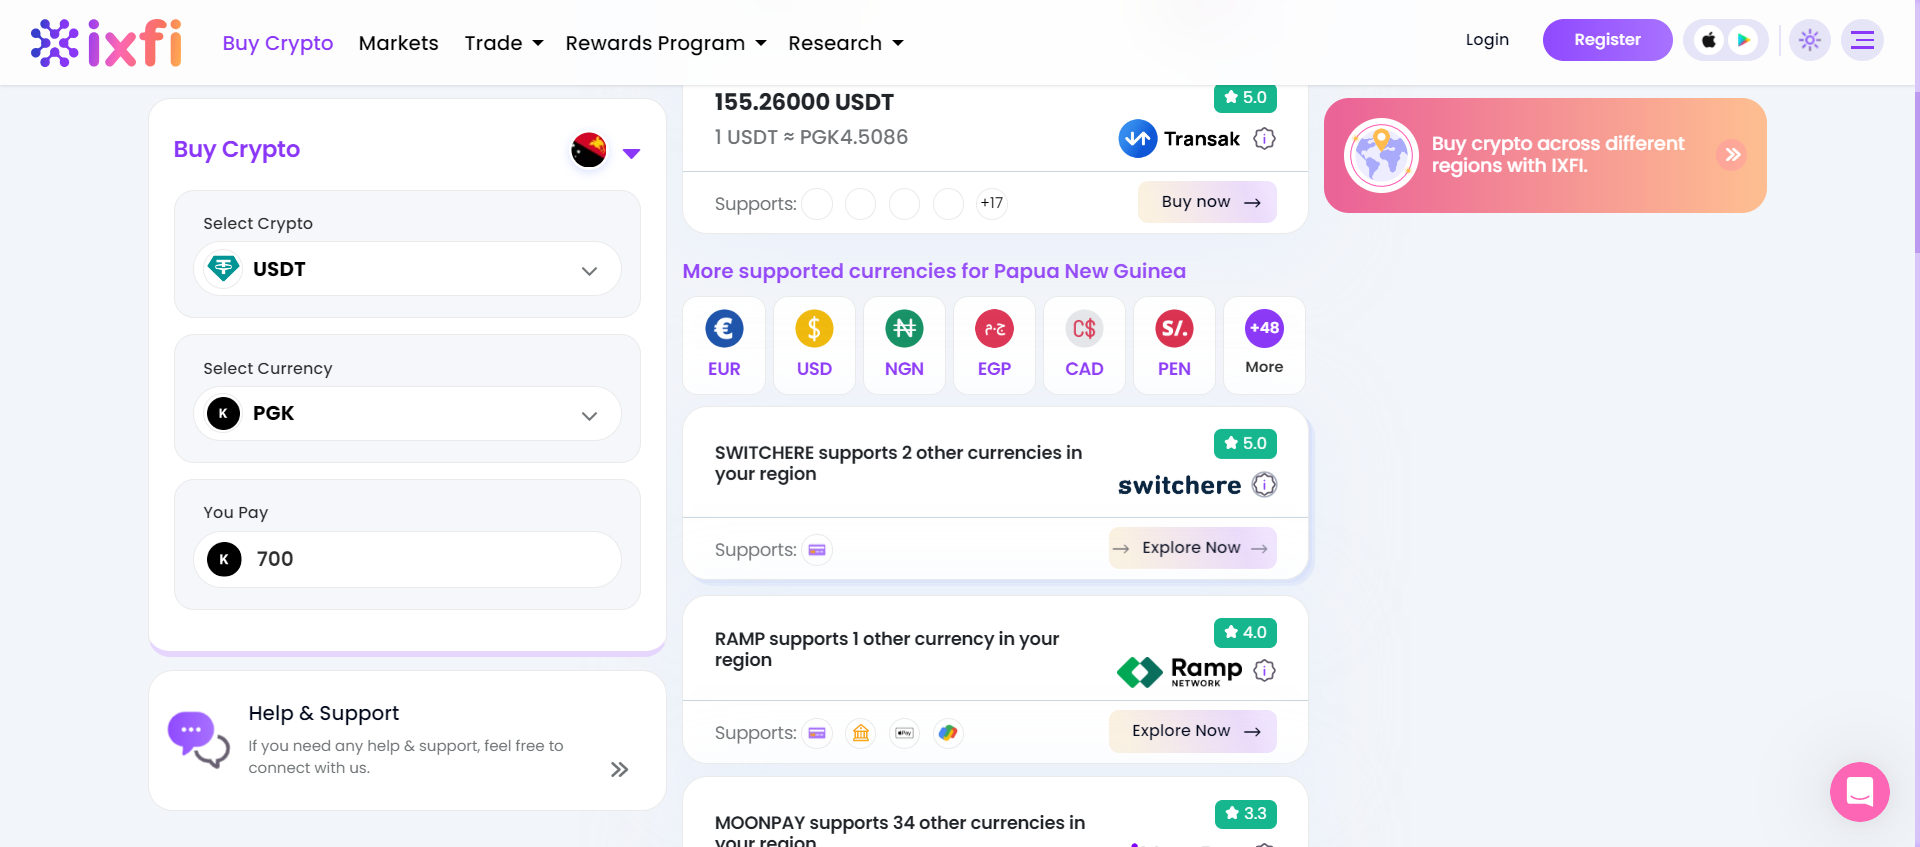 ixfi
Buy Crypto
Markets
Trade
Rewards Program
Research
Login
Register
Buy Crypto
Select Crypto
USDT
Select Currency
K
PGK
You Pay
K
700
Help & Support
If you need any help & support, feel free to
connect with us.
155.26000 USDT
5.0
1 USDT ≈ PGK4.5086
Transak
i
Supports:
+17
Buy now
More supported currencies for Papua New Guinea
€
EUR
$
USD
₦
NGN
ج.م
EGP
C$
CAD
S/.
PEN
+48
More
SWITCHERE supports 2 other currencies in
your region
5.0
switchere
i
Supports:
Explore Now
RAMP supports 1 other currency in your
region
4.0
Ramp
NETWORK
i
Supports:
Pay
Explore Now
MOONPAY supports 34 other currencies in
your region
3.3
Buy crypto across different
regions with IXFI.